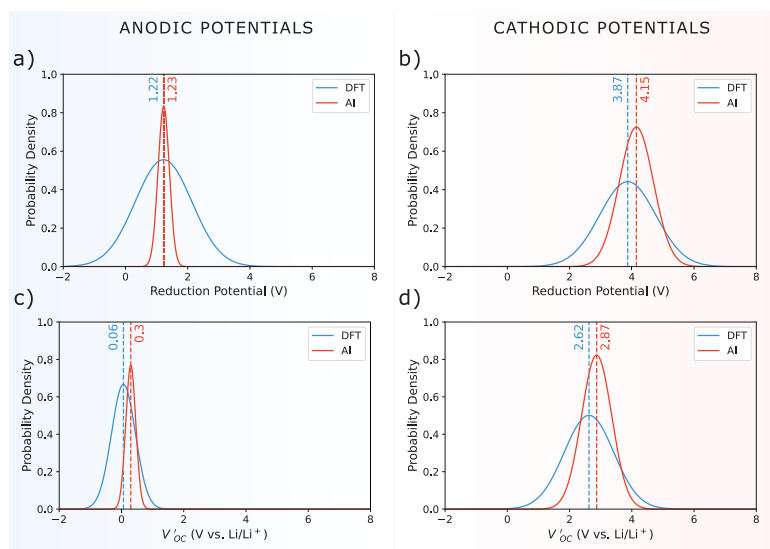 ANODIC POTENTIALS
CATHODIC POTENTIALS
a)
1.0
0.8
0.6
0.4
0.2
0.0
Probability Density
1.22
1.23
DFT
AI
−2
0
2
4
6
8
Reduction Potential (V)
b)
1.0
0.8
0.6
0.4
0.2
0.0
Probability Density
3.87
4.15
DFT
AI
−2
0
2
4
6
8
Reduction Potential (V)
c)
1.0
0.8
0.6
0.4
0.2
0.0
Probability Density
0.06
0.3
DFT
AI
−2
0
2
4
6
8
V′OC (V vs. Li/Li⁺)
d)
1.0
0.8
0.6
0.4
0.2
0.0
Probability Density
2.62
2.87
DFT
AI
−2
0
2
4
6
8
V′OC (V vs. Li/Li⁺)